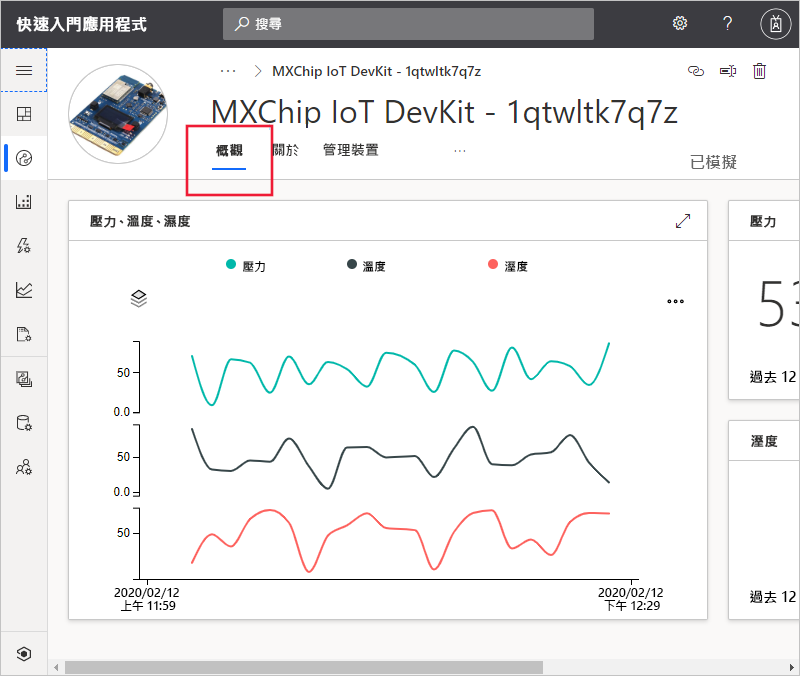 快速入門應用程式
搜尋
?
··· > MXChip IoT DevKit - 1qtwltk7q7z
MXChip IoT DevKit - 1qtwltk7q7z
概觀 關於 管理裝置 ...
已模擬
壓力、溫度、濕度
壓力 溫度 溼度
50
0.0
50
0.0
50
2020/02/12
上午 11:59
2020/02/12
下午 12:29
壓力
53
過去 12
溼度
過去 12